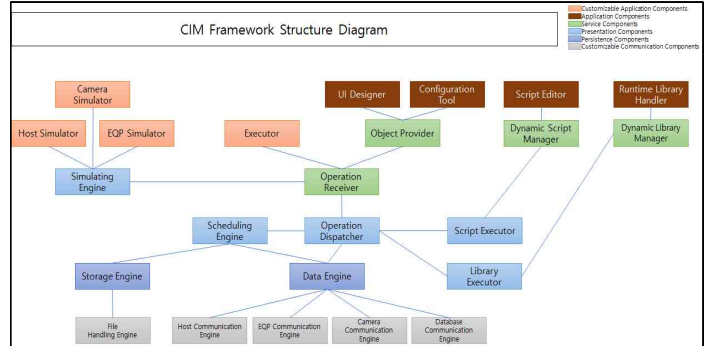 CIM Framework Structure Diagram
Customizable Application Components
Application Components
Service Components
Presentation Components
Persistence Components
Customizable Communication Components
Camera
Simulator
UI Designer
Configuration
Tool
Script Editor
Runtime Library
Handler
Host Simulator
EQP Simulator
Executor
Object Provider
Dynamic Script
Manager
Dynamic Library
Manager
Simulating
Engine
Operation
Receiver
Scheduling
Engine
Operation
Dispatcher
Script Executor
Storage Engine
Data Engine
Library
Executor
File
Handling Engine
Host Communication
Engine
EQP Communication
Engine
Camera
Communication
Engine
Database
Communication
Engine